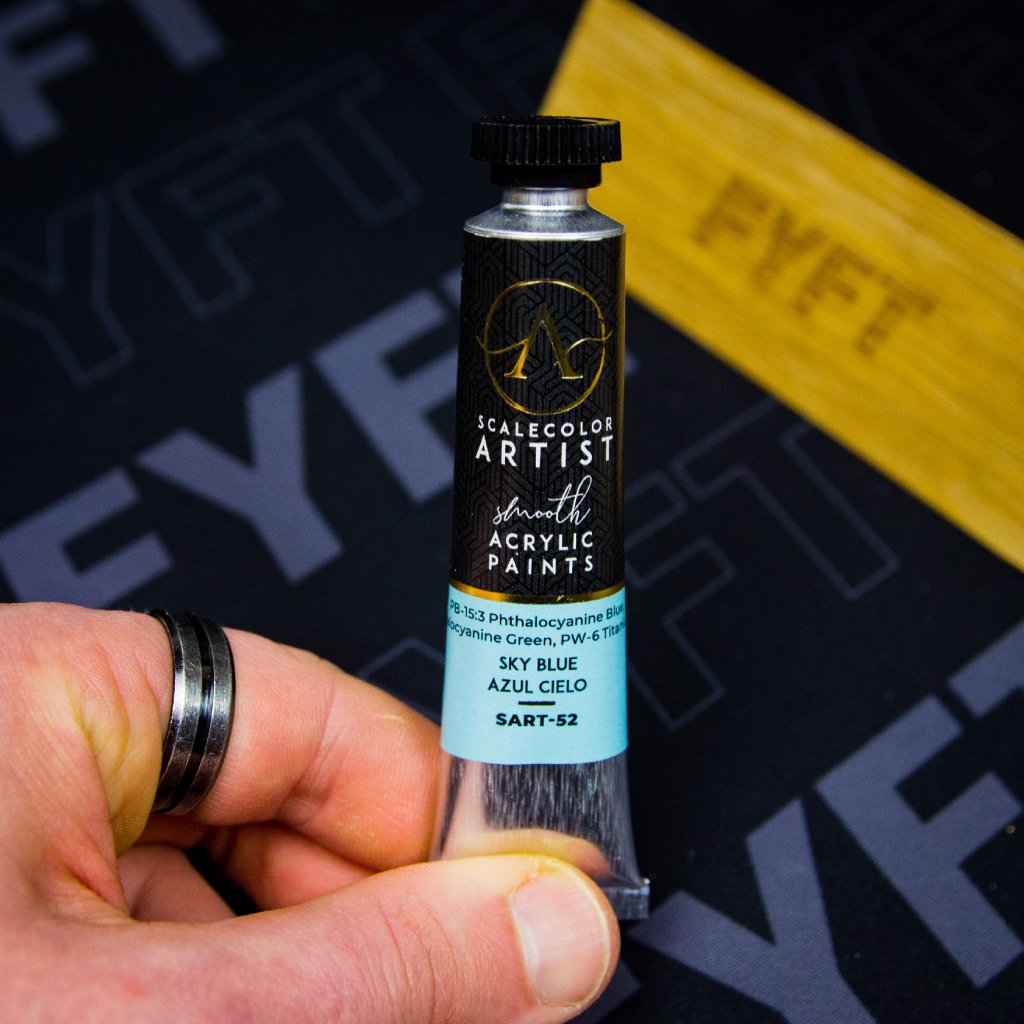 FYFT
SCALECOLOR
ARTIST
smooth
ACRYLIC
PAINTS
PB-15:3 Phthalocyanine Blue,
locyanine Green, PW-6 Titan
SKY BLUE
AZUL CIELO
SART-52
FYFT
FYFT